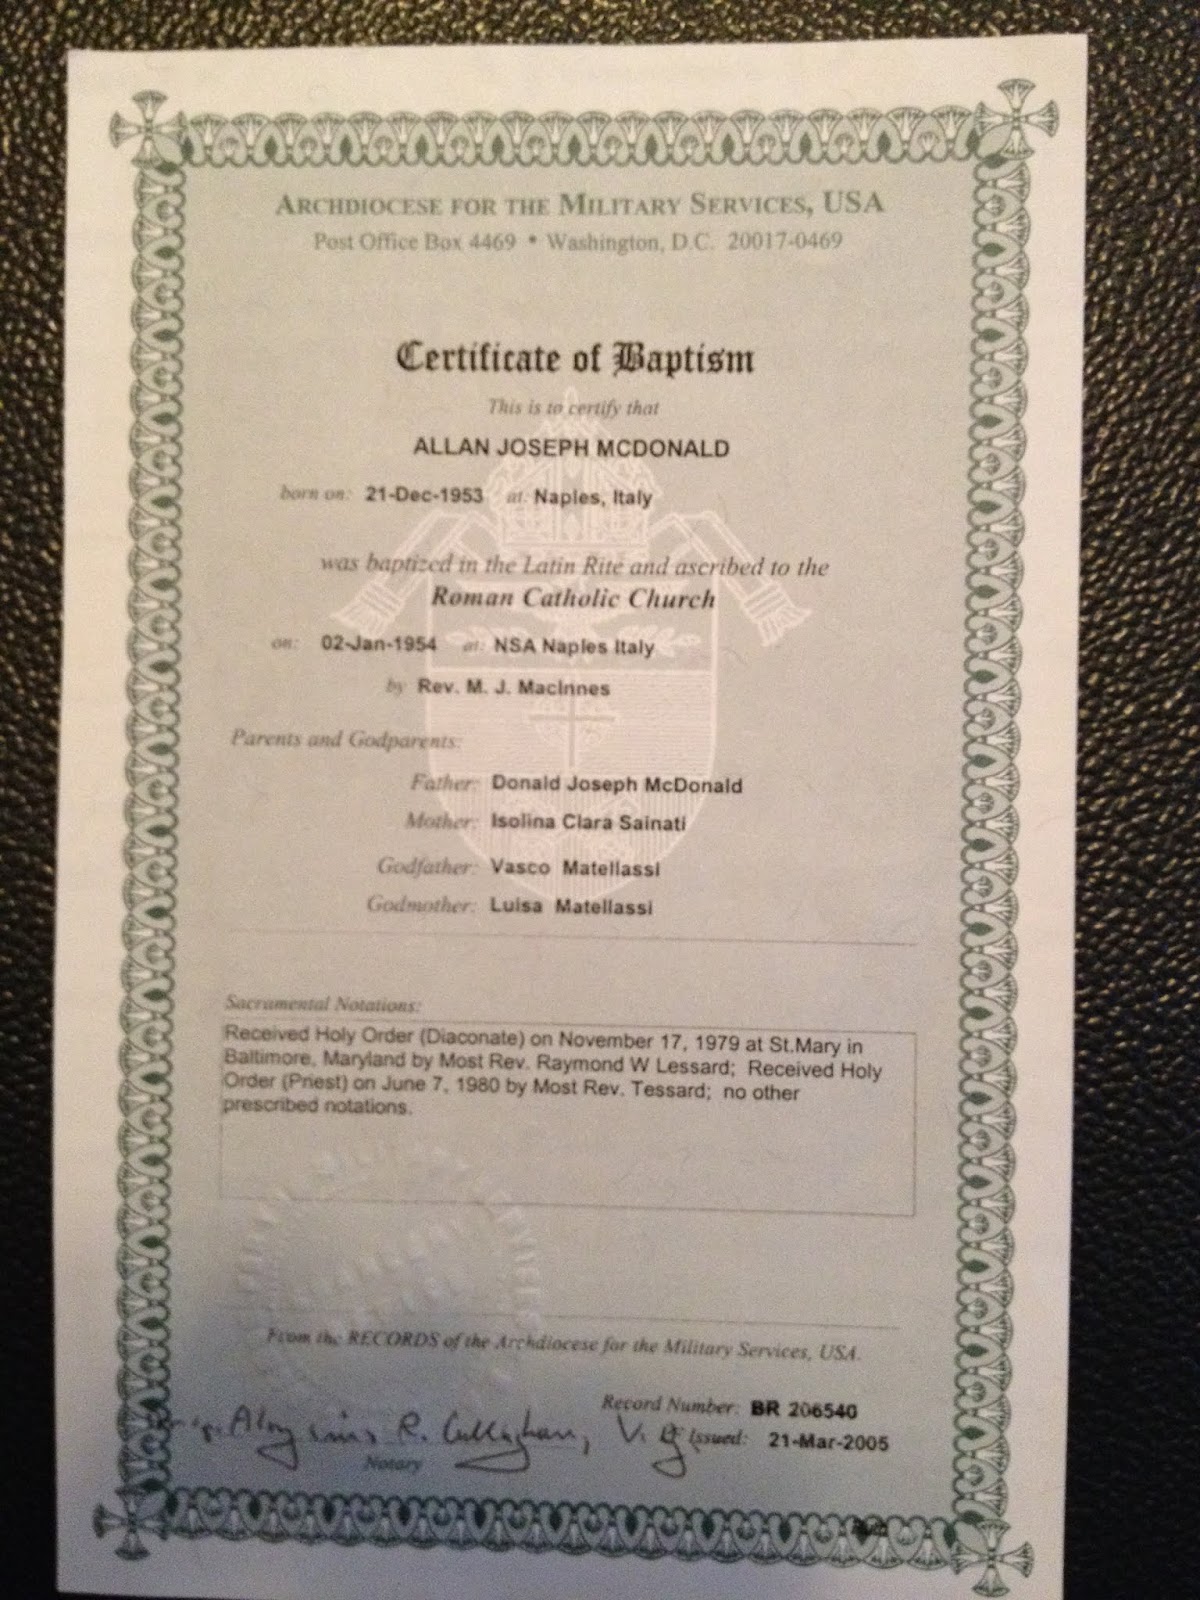 ARCHDIOCESE FOR THE MILITARY SERVICES, USA
Post Office Box 4469 • Washington, D.C. 20017-0469
Certificate of Baptism
This is to certify that
ALLAN JOSEPH MCDONALD
born on: 21-Dec-1953 at: Naples, Italy
was baptized in the Latin Rite and ascribed to the
Roman Catholic Church
on: 02-Jan-1954 at: NSA Naples Italy
by Rev. M. J. MacInnes
Parents and Godparents:
Father: Donald Joseph McDonald
Mother: Isolina Clara Sainati
Godfather: Vasco Matellassi
Godmother: Luisa Matellassi
Sacramental Notations:
Received Holy Order (Diaconate) on November 17, 1979 at St.Mary in
Baltimore, Maryland by Most Rev. Raymond W Lessard; Received Holy
Order (Priest) on June 7, 1980 by Most Rev. Tessard; no other
prescribed notations.
From the RECORDS of the Archdiocese for the Military Services, USA.
Record Number: BR 206540
Aloysius R. Callaghan, V.G. Issued: 21-Mar-2005
Notary